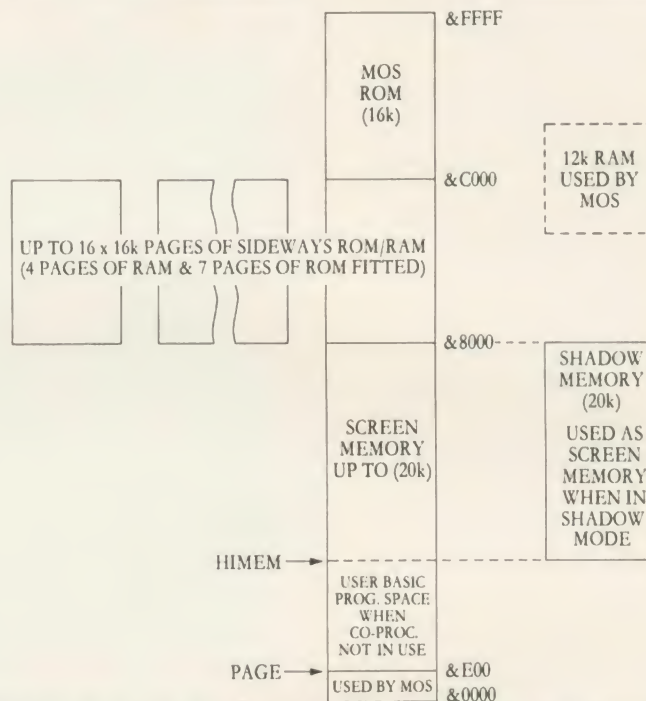 &FFFF
MOS
ROM
(16k)
12k RAM
USED BY
MOS
&C000
UP TO 16 x 16k PAGES OF SIDEWAYS ROM/RAM
(4 PAGES OF RAM & 7 PAGES OF ROM FITTED)
&8000
SHADOW
MEMORY
(20k)
USED AS
SCREEN
MEMORY
WHEN IN
SHADOW
MODE
SCREEN
MEMORY
UP TO (20k)
HIMEM
USER BASIC
PROG. SPACE
WHEN
CO-PROC.
NOT IN USE
PAGE
&E00
USED BY MOS
&0000